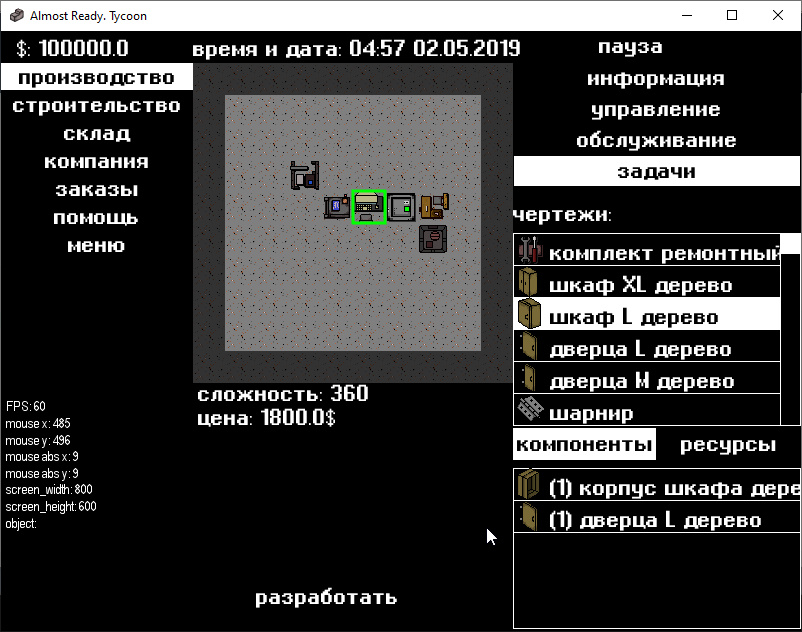 Almost Ready. Tycoon
$: 100000.0
время и дата: 04:57 02.05.2019
пауза
производство
строительство
склад
компания
заказы
помощь
меню
информация
управление
обслуживание
задачи
чертежи:
комплект ремонтный
шкаф XL дерево
шкаф L дерево
дверца L дерево
дверца M дерево
шарнир
сложность: 360
цена: 1800.0$
компоненты
ресурсы
(1) корпус шкафа дере
(1) дверца L дерево
FPS: 60
mouse x: 485
mouse y: 496
mouse abs x: 9
mouse abs y: 9
screen_width: 800
screen_height: 600
object:
разработать